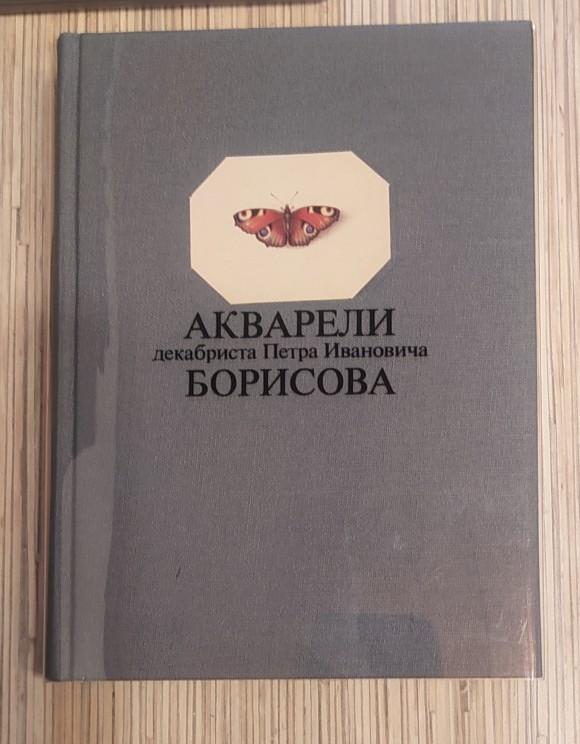 АКВАРЕЛИ
декабриста Петра Ивановича
БОРИСОВА